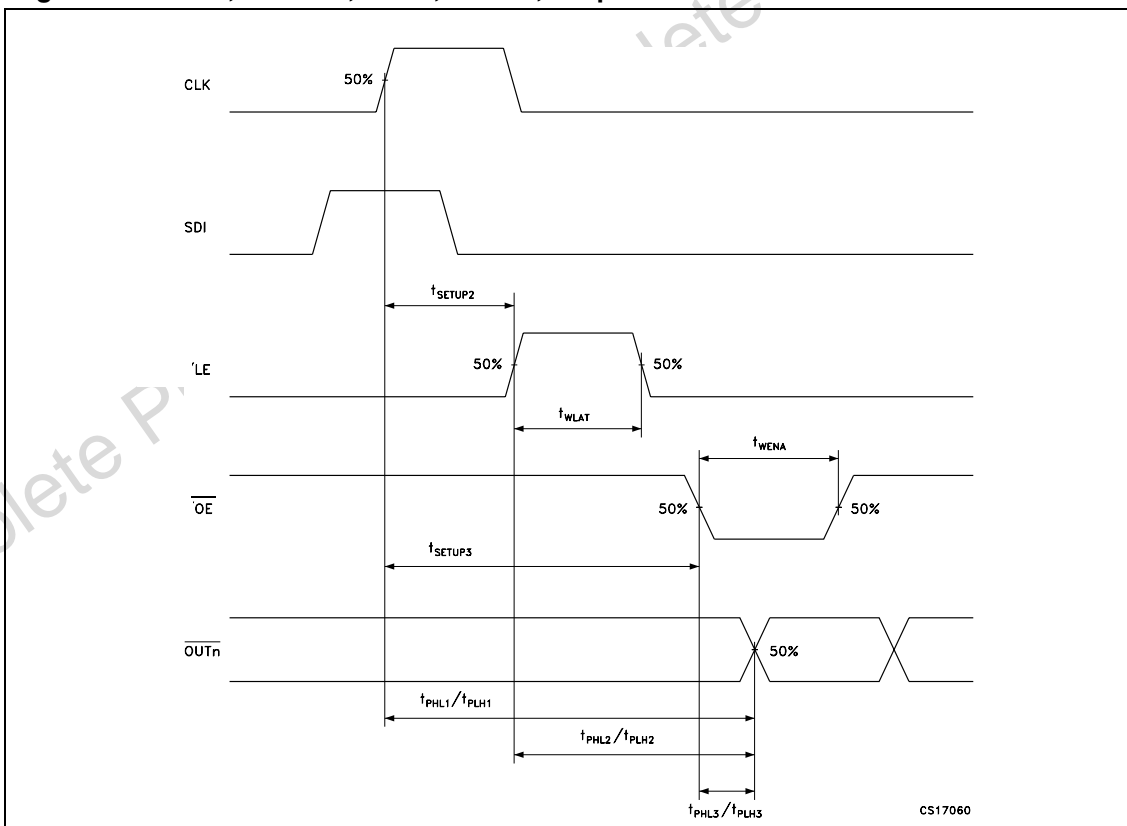 CLK
50%
SDI
tSETUP2
50%
50%
LE
tWLAT
tWENA
OE
50%
50%
tSETUP3
OUTn
50%
tPHL1/tPLH1
tPHL2/tPLH2
tPHL3/tPLH3
CS17060